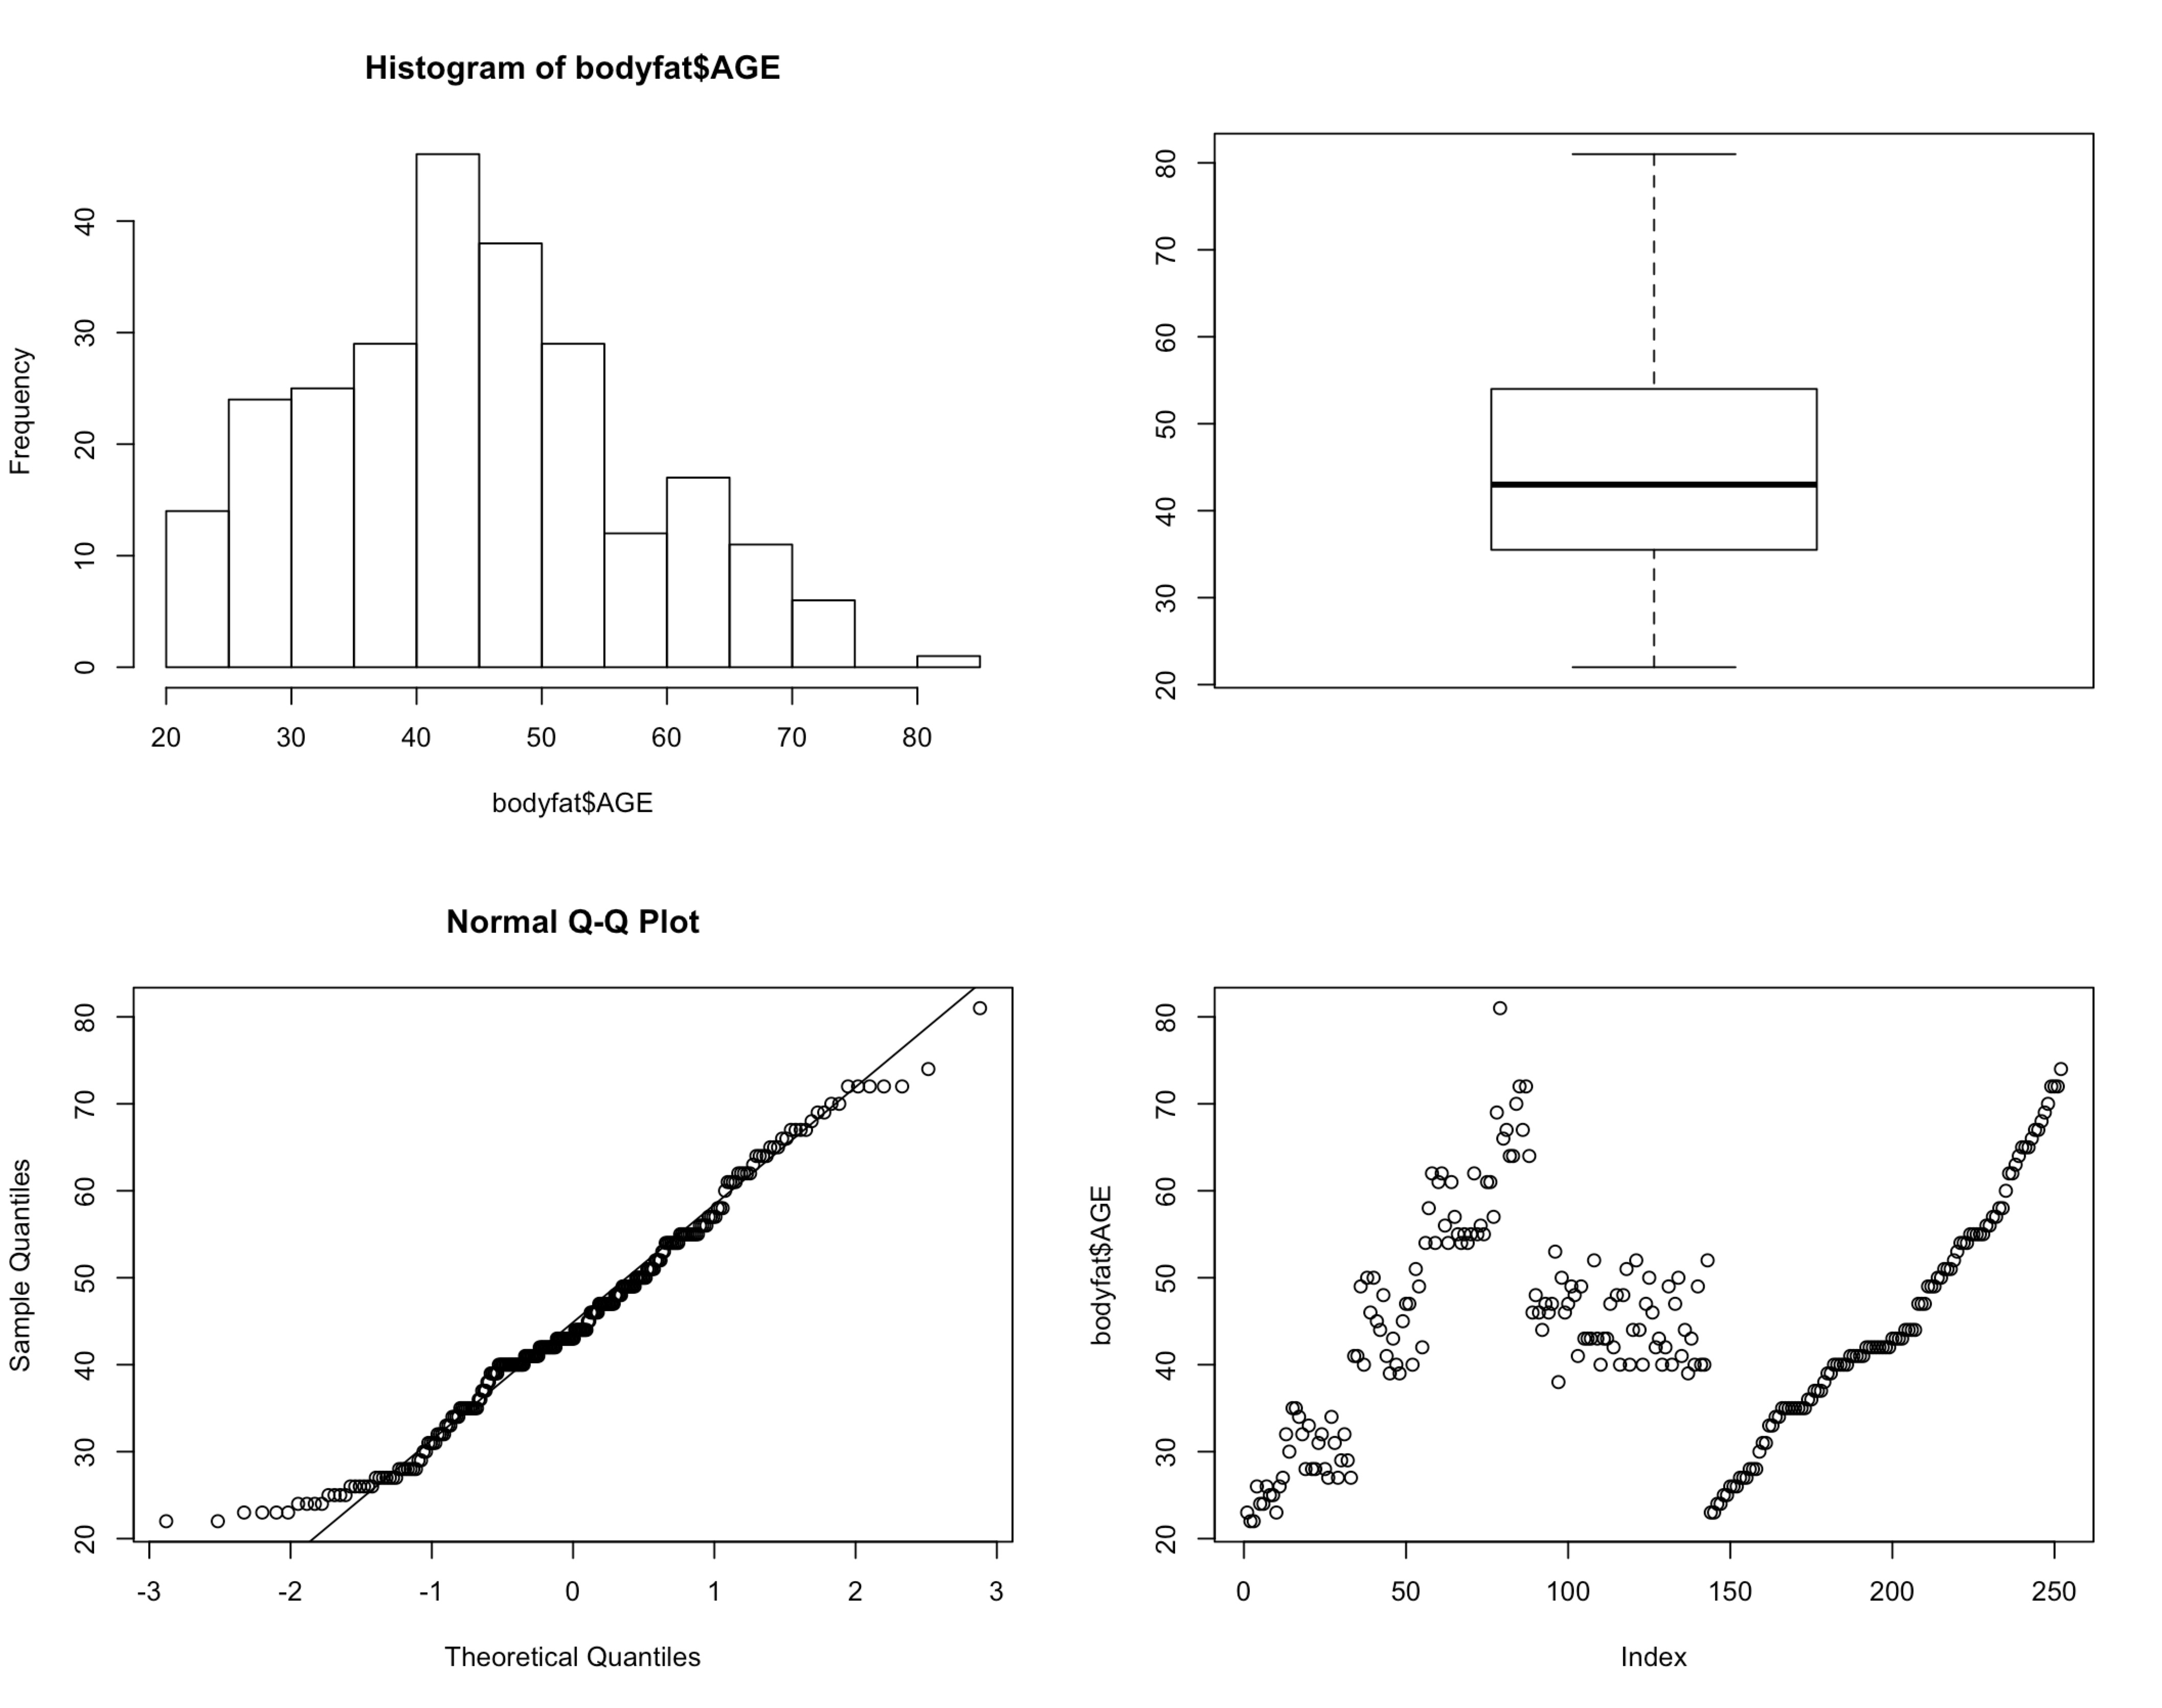 Histogram of bodyfat$AGE
Frequency
0 10 20 30 40
20 30 40 50 60 70 80
bodyfat$AGE
20 30 40 50 60 70 80
Normal Q-Q Plot
Sample Quantiles
20 30 40 50 60 70 80
-3 -2 -1 0 1 2 3
Theoretical Quantiles
bodyfat$AGE
20 30 40 50 60 70 80
0 50 100 150 200 250
Index